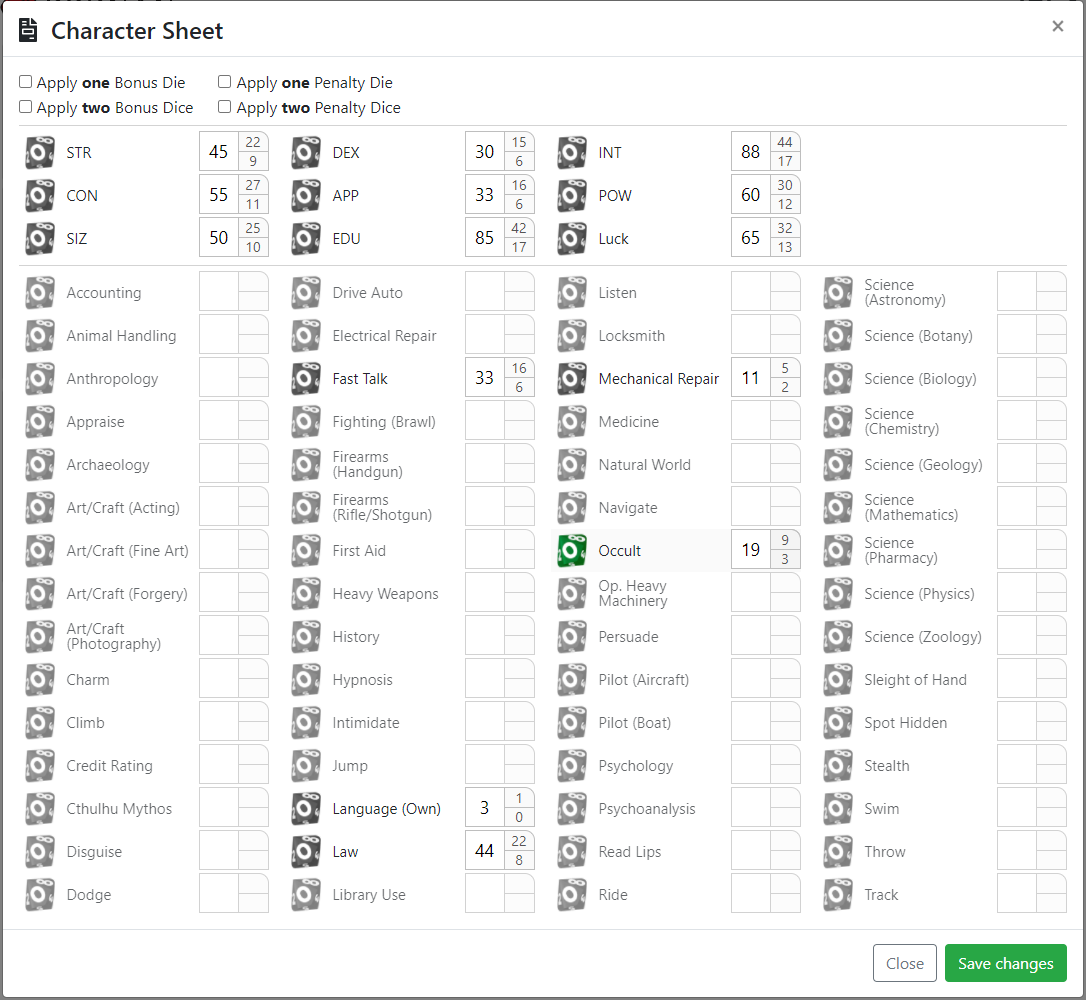 Character Sheet
×
Apply one Bonus Die
Apply one Penalty Die
Apply two Bonus Dice
Apply two Penalty Dice
STR 45 22 9
DEX 30 15 6
INT 88 44 17
CON 55 27 11
APP 33 16 6
POW 60 30 12
SIZ 50 25 10
EDU 85 42 17
Luck 65 32 13
Accounting
Animal Handling
Anthropology
Appraise
Archaeology
Art/Craft (Acting)
Art/Craft (Fine Art)
Art/Craft (Forgery)
Art/Craft
(Photography)
Charm
Climb
Credit Rating
Cthulhu Mythos
Disguise
Dodge
Drive Auto
Electrical Repair
Fast Talk 33 16 6
Fighting (Brawl)
Firearms
(Handgun)
Firearms
(Rifle/Shotgun)
First Aid
Heavy Weapons
History
Hypnosis
Intimidate
Jump
Language (Own) 3 1 0
Law 44 22 8
Library Use
Listen
Locksmith
Mechanical Repair 11 5 2
Medicine
Natural World
Navigate
Occult 19 9 3
Op. Heavy
Machinery
Persuade
Pilot (Aircraft)
Pilot (Boat)
Psychology
Psychoanalysis
Read Lips
Ride
Science
(Astronomy)
Science (Botany)
Science (Biology)
Science
(Chemistry)
Science (Geology)
Science
(Mathematics)
Science
(Pharmacy)
Science (Physics)
Science (Zoology)
Sleight of Hand
Spot Hidden
Stealth
Swim
Throw
Track
Close
Save changes